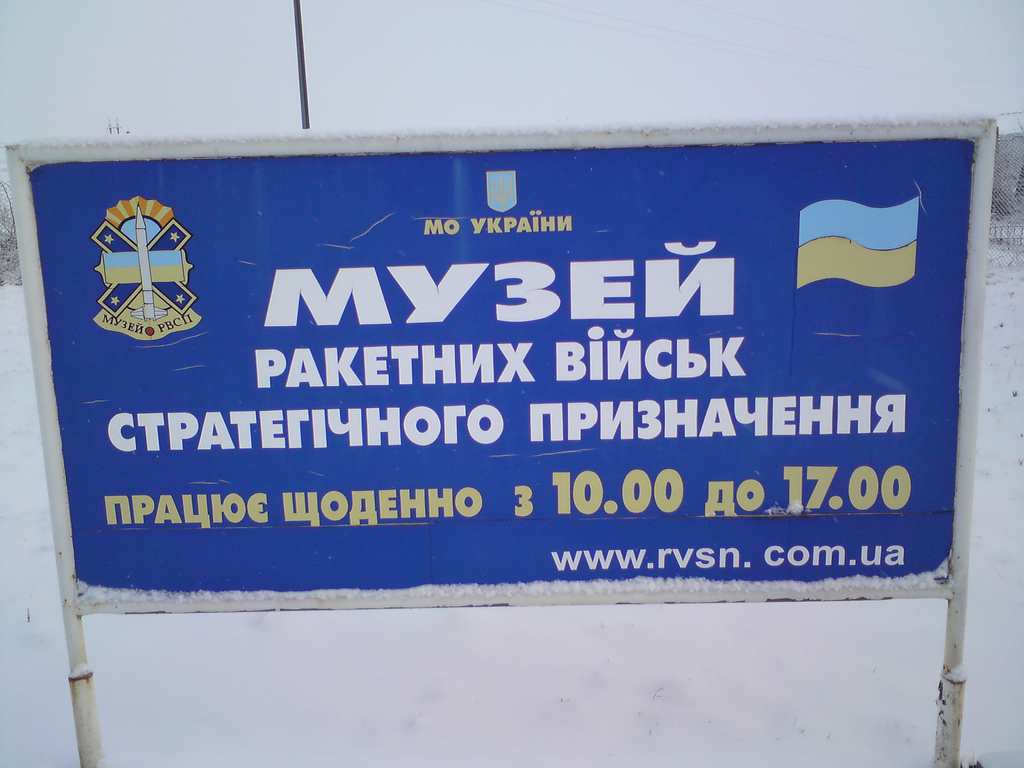 МО УКРАЇНИ
МУЗЕЙ
РАКЕТНИХ ВІЙСЬК
СТРАТЕГІЧНОГО ПРИЗНАЧЕННЯ
ПРАЦЮЄ ЩОДЕННО З 10.00 ДО 17.00
www.rvsn. com.ua
МУЗЕЙ РВСП